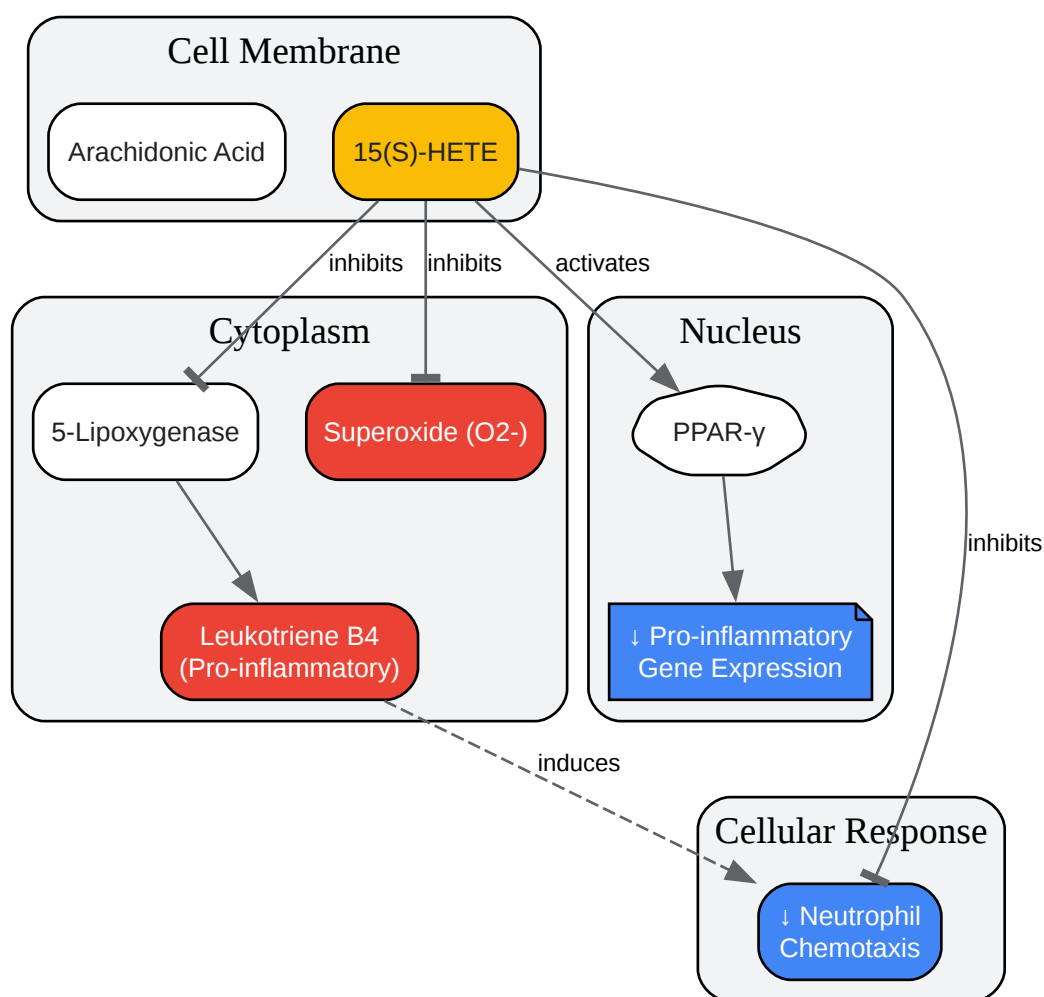 Cell Membrane
Arachidonic Acid
15(S)-HETE
inhibits
inhibits
activates
Cytoplasm
Nucleus
5-Lipoxygenase
Superoxide (O2-)
PPAR-γ
inhibits
Leukotriene B4
(Pro-inflammatory)
↓ Pro-inflammatory
Gene Expression
induces
Cellular Response
↓ Neutrophil
Chemotaxis